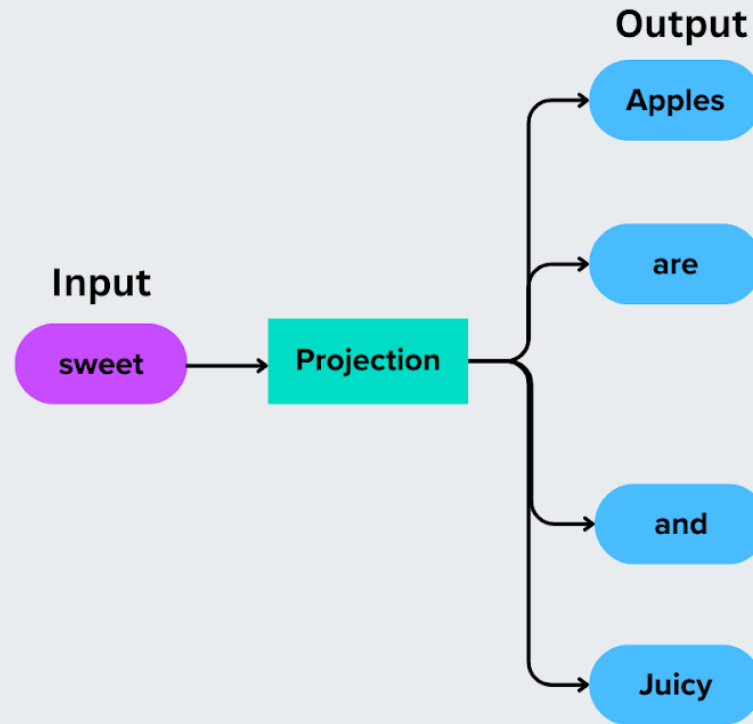 Output
Apples
are
Input
sweet
Projection
and
Juicy